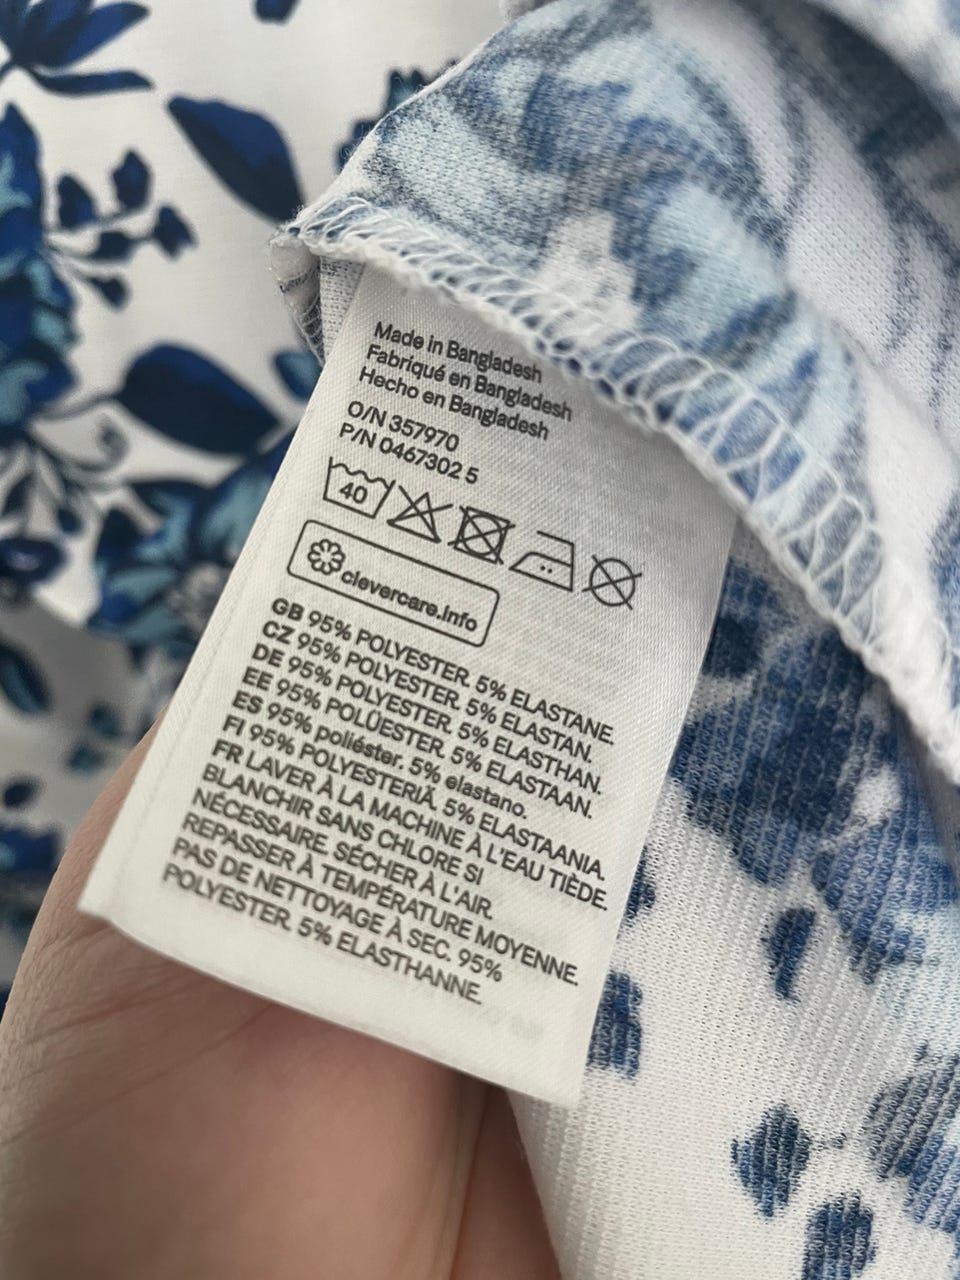 Made in Bangladesh
Fabriqué en Bangladesh
Hecho en Bangladesh
O/N 357970
P/N 0467302 5
40
clevercare.info
GB 95% POLYESTER. 5% ELASTANE.
CZ 95% POLYESTER. 5% ELASTAN.
DE 95% POLYESTER. 5% ELASTHAN.
EE 95% POLÜESTER. 5% ELASTAAN.
ES 95% poliéster. 5% elastano.
FI 95% POLYESTERIÄ. 5% ELASTAANIA.
FR LAVER À LA MACHINE À L'EAU TIÈDE.
BLANCHIR SANS CHLORE SI
NÉCESSAIRE. SÉCHER À L'AIR.
REPASSER À TEMPÉRATURE MOYENNE.
PAS DE NETTOYAGE À SEC. 95%
POLYESTER. 5% ELASTHANNE.